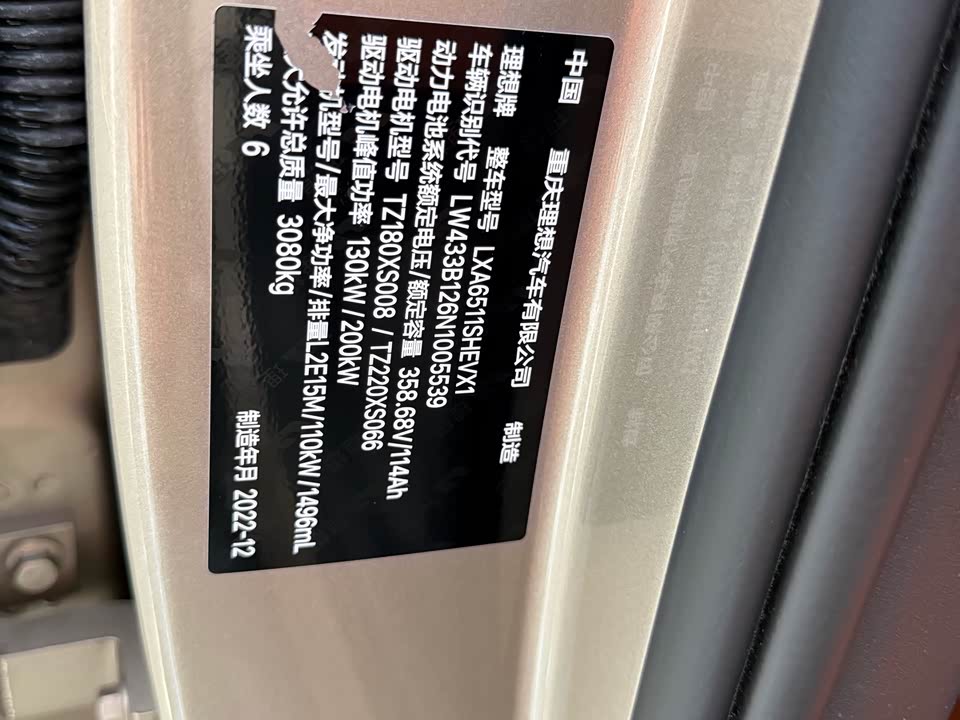 中国 重庆理想汽车有限公司 制造
理想牌 整车型号 LXA6511SHEVX1
车辆识别代号 LW433B126N1005539
动力电池系统额定电压/额定容量 358.68V/114Ah
驱动电机型号 TZ180XS008 / TZ220XS066
驱动电机峰值功率 130kW / 200kW
发动机型号/最大净功率/排量L2E15M/110kW/1496mL
大允许总质量 3080kg
乘坐人数 6 制造年月 2022-12